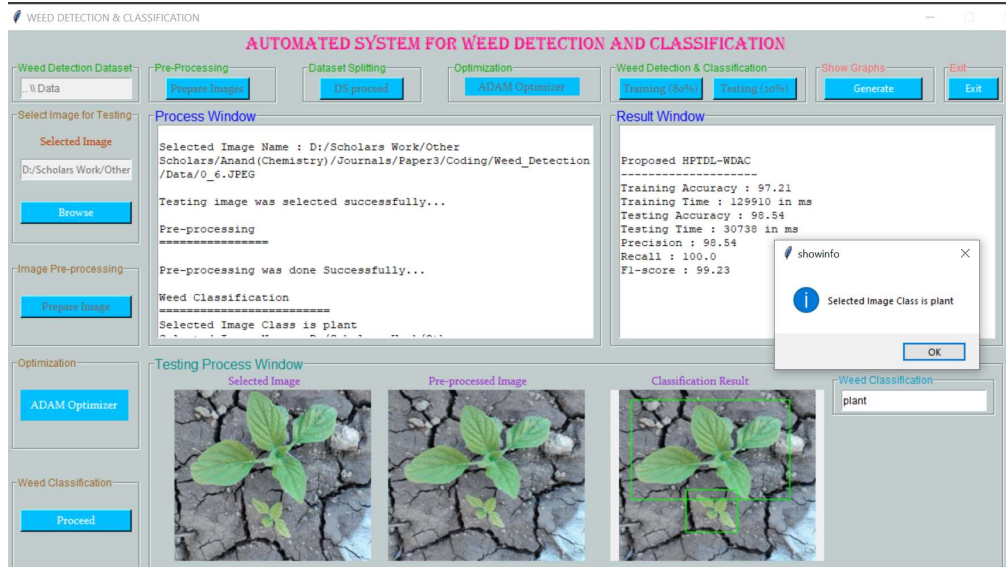 WEED DETECTION & CLASSIFICATION
AUTOMATED SYSTEM FOR WEED DETECTION AND CLASSIFICATION
Weed Detection Dataset
.. \\ Data
Pre-Processing
Prepare Images
Dataset Splitting
DS proceed
Optimization
ADAM Optimizer
Weed Detection & Classification
Training (80%)
Testing (20%)
Show Graphs
Generate
Exit
Exit
Select Image for Testing
Selected Image
D:/Scholars Work/Other
Browse
Image Pre-processing
Prepare Image
Optimization
ADAM Optimizer
Weed Classification
Proceed
Process Window
Selected Image Name : D:/Scholars Work/Other
Scholars/Anand(Chemistry)/Journals/Paper3/Coding/Weed_Detection
/Data/0_6.JPEG
Testing image was selected successfully...
Pre-processing
================
Pre-processing was done Successfully...
Weed Classification
=========================
Selected Image Class is plant
Result Window
Proposed HPTDL-WDAC
--------------------
Training Accuracy : 97.21
Training Time : 129910 in ms
Testing Accuracy : 98.54
Testing Time : 30738 in ms
Precision : 98.54
Recall : 100.0
F1-score : 99.23
showinfo
Selected Image Class is plant
OK
Testing Process Window
Selected Image
Pre-processed Image
Classification Result
Weed Classification
plant